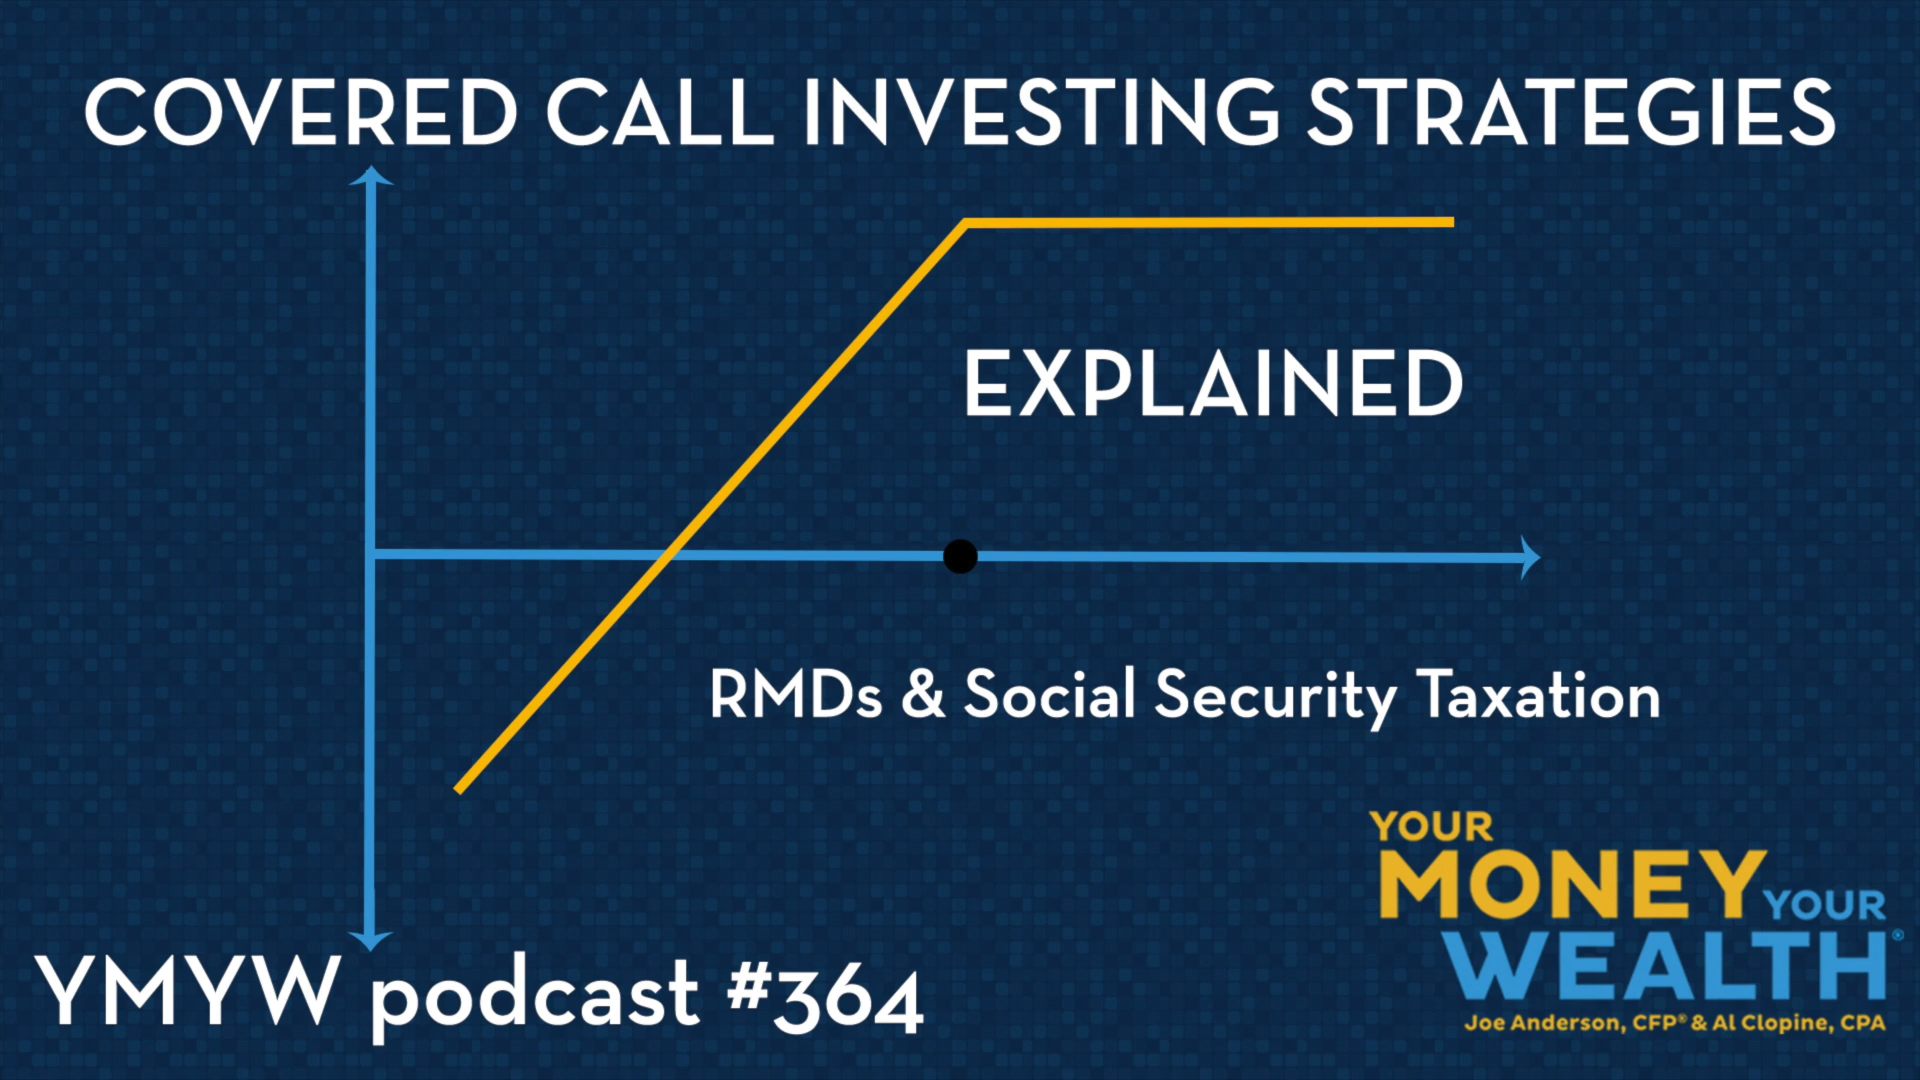 COVERED CALL INVESTING STRATEGIES
EXPLAINED
RMDs & Social Security Taxation
YOUR
MONEY YOUR
WEALTH®
Joe Anderson, CFP® & Al Clopine, CPA
YMYW podcast #364